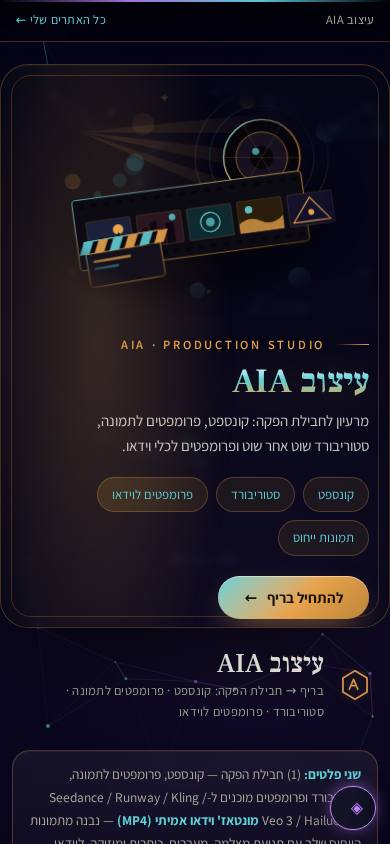 עיצוב AIA
כל האתרים שלי ←
AIA · PRODUCTION STUDIO
עיצוב AIA
מרעיון לחבילת הפקה: קונספט, פרומפטים לתמונה,
סטוריבורד שוט אחר שוט ופרומפטים לכלי וידאו.
קונספט
סטוריבורד
פרומפטים לוידאו
תמונות ייחוס
להתחיל בריף ←
עיצוב AIA
בריף → חבילת הפקה: קונספט · פרומפטים לתמונה ·
סטוריבורד · פרומפטים לוידאו
שני פלטים: (1) חבילת הפקה — קונספט, פרומפטים לתמונה,
ופרומפטים מוכנים ל-Seedance / Runway / Kling /
Veo 3 / Hailu (2) מונטאז' וידאו אמיתי (MP4) — נבנה מתמונות